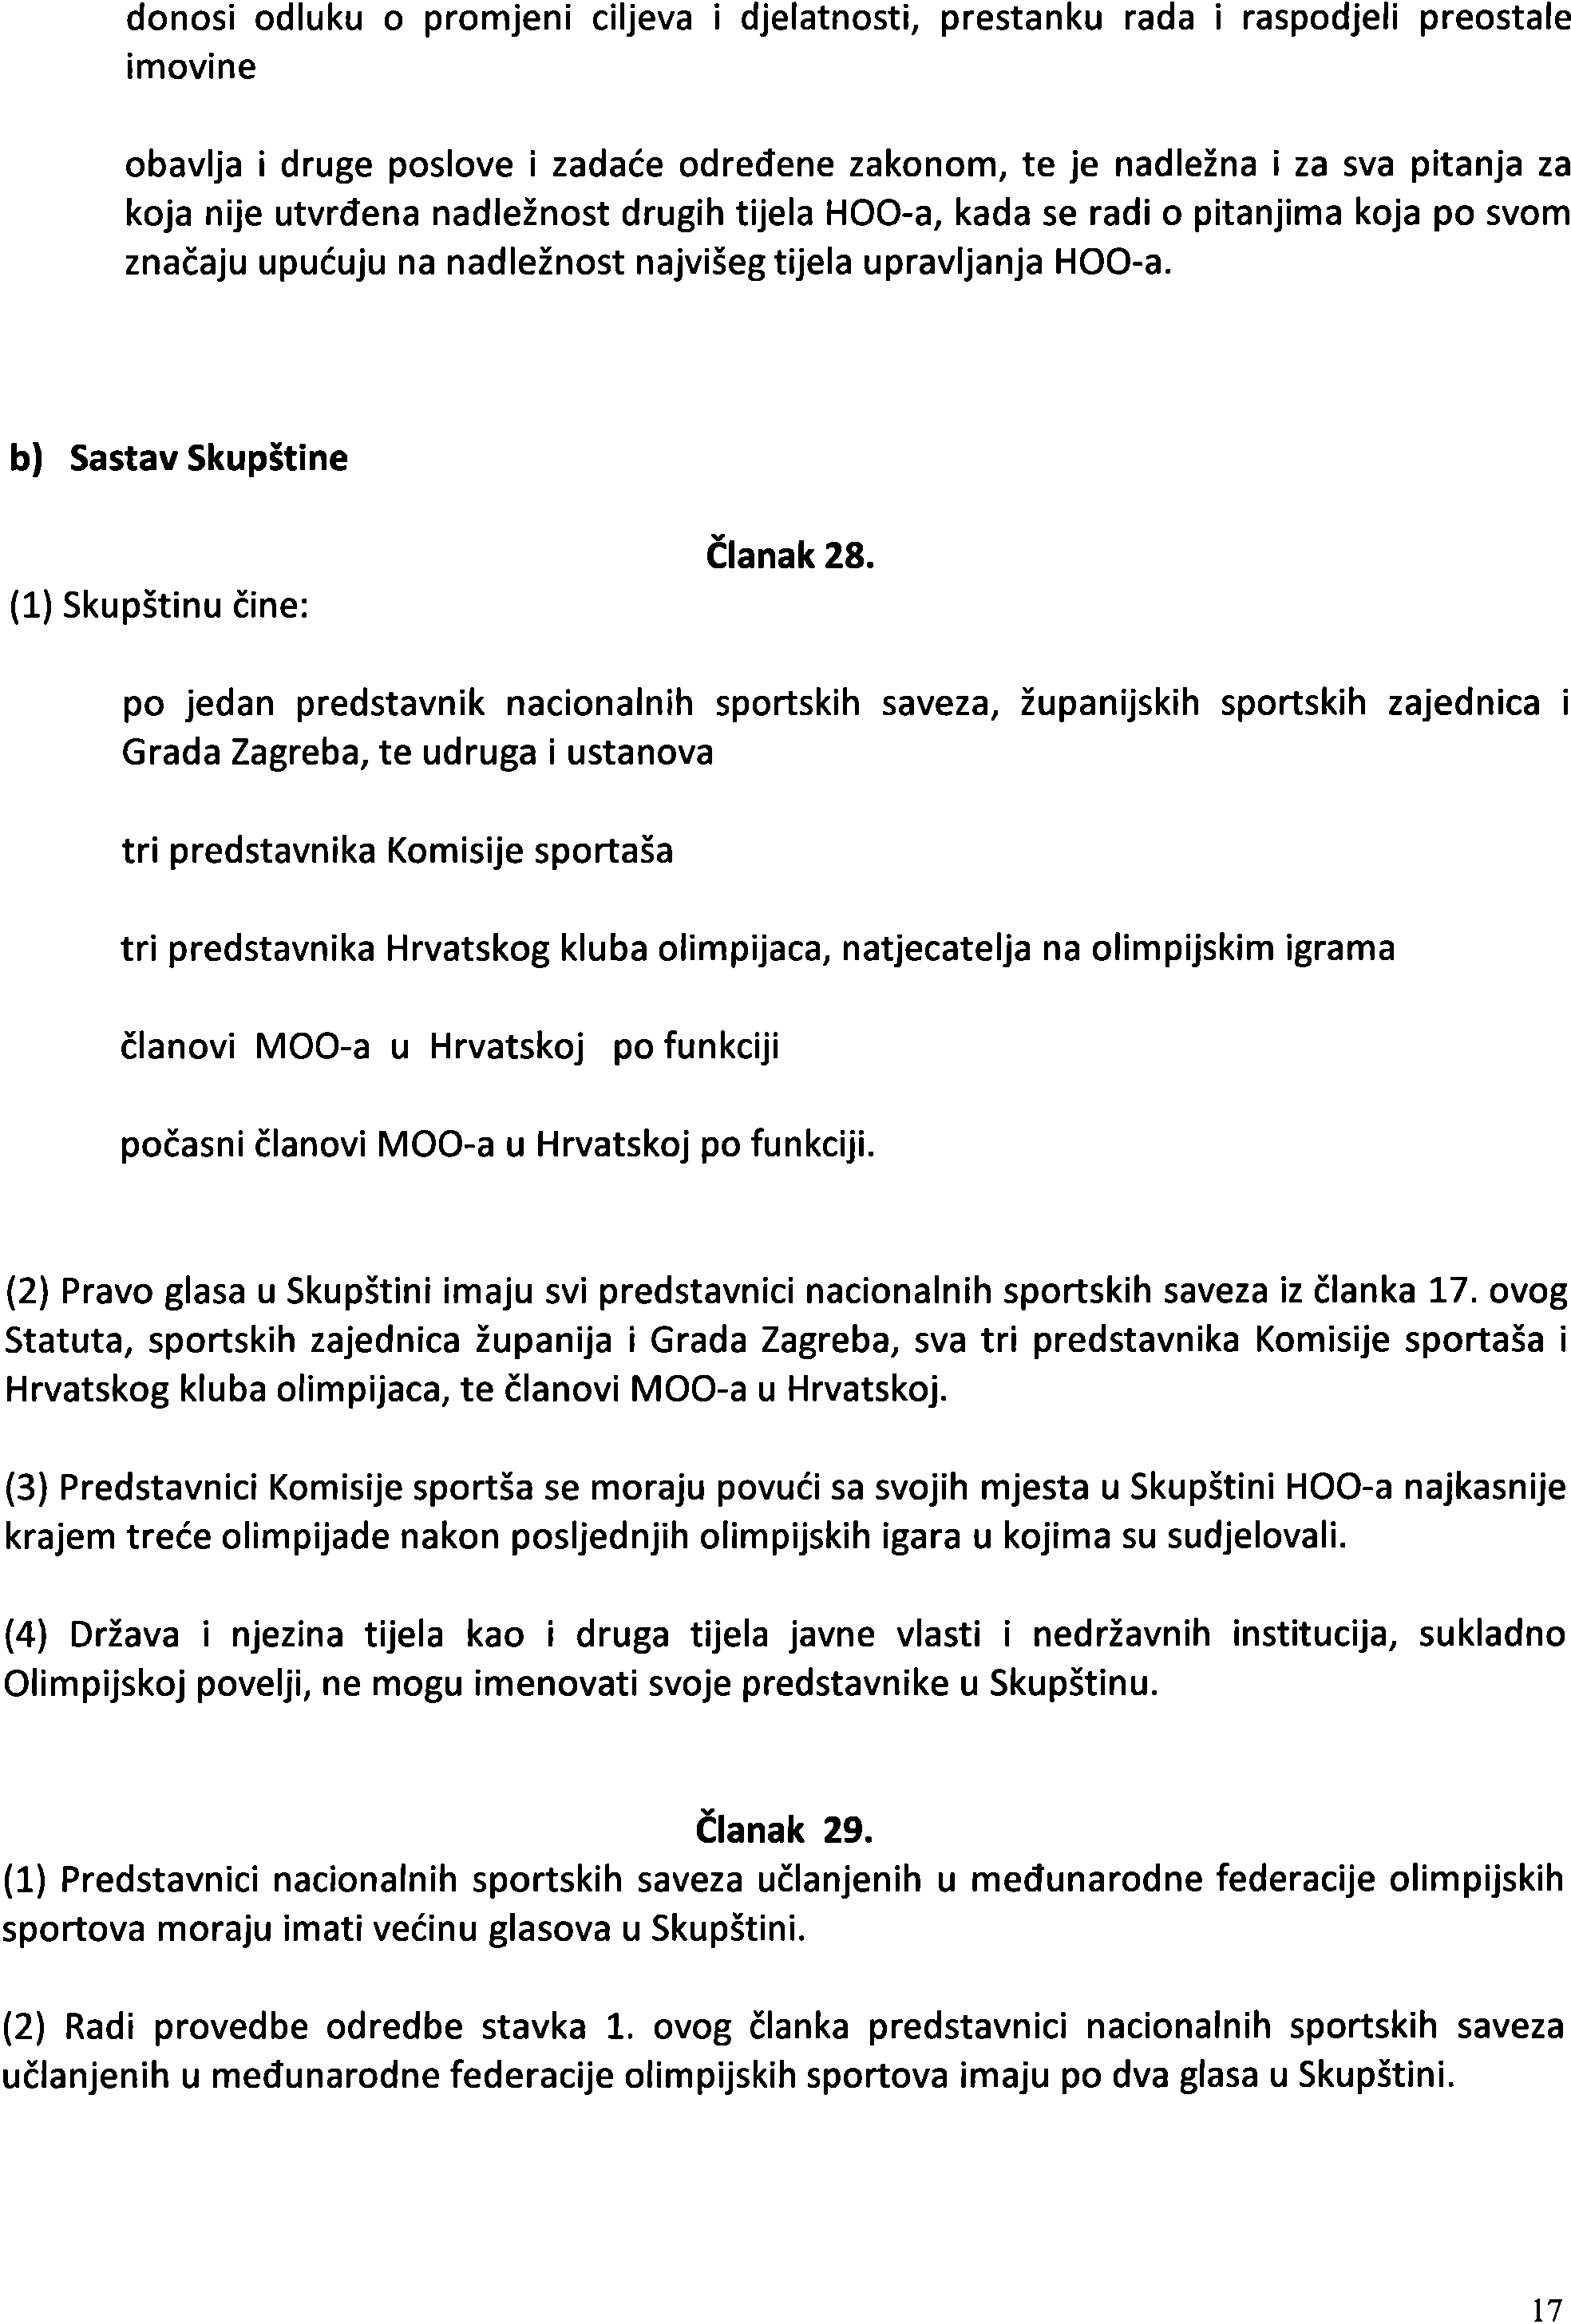 donosi odluku o promjeni ciljeva i djelatnosti, prestanku rada i raspodjeli preostale
imovine
obavlja i druge poslove i zadaće određene zakonom, te je nadležna i za sva pitanja za
koja nije utvrđena nadležnost drugih tijela HOO-a, kada se radi o pitanjima koja po svom
značaju upućuju na nadležnost najvišeg tijela upravljanja HOO-a.
b) Sastav Skupštine
Članak 28.
(1) Skupštinu čine:
po jedan predstavnik nacionalnih sportskih saveza, županijskih sportskih zajednica i
Grada Zagreba, te udruga i ustanova
tri predstavnika Komisije sportaša
tri predstavnika Hrvatskog kluba olimpijaca, natjecatelja na olimpijskim igrama
članovi MOO-a u Hrvatskoj po funkciji
počasni članovi MOO-a u Hrvatskoj po funkciji.
(2) Pravo glasa u Skupštini imaju svi predstavnici nacionalnih sportskih saveza iz članka 17. ovog
Statuta, sportskih zajednica županija i Grada Zagreba, sva tri predstavnika Komisije sportaša i
Hrvatskog kluba olimpijaca, te članovi MOO-a u Hrvatskoj.
(3) Predstavnici Komisije sportša se moraju povući sa svojih mjesta u Skupštini HOO-a najkasnije
krajem treće olimpijade nakon posljednjih olimpijskih igara u kojima su sudjelovali.
(4) Država i njezina tijela kao i druga tijela javne vlasti i nedržavnih institucija, sukladno
Olimpijskoj povelji, ne mogu imenovati svoje predstavnike u Skupštinu.
Članak 29.
(1) Predstavnici nacionalnih sportskih saveza učlanjenih u međunarodne federacije olimpijskih
sportova moraju imati većinu glasova u Skupštini.
(2) Radi provedbe odredbe stavka 1. ovog članka predstavnici nacionalnih sportskih saveza
učlanjenih u međunarodne federacije olimpijskih sportova imaju po dva glasa u Skupštini.
17